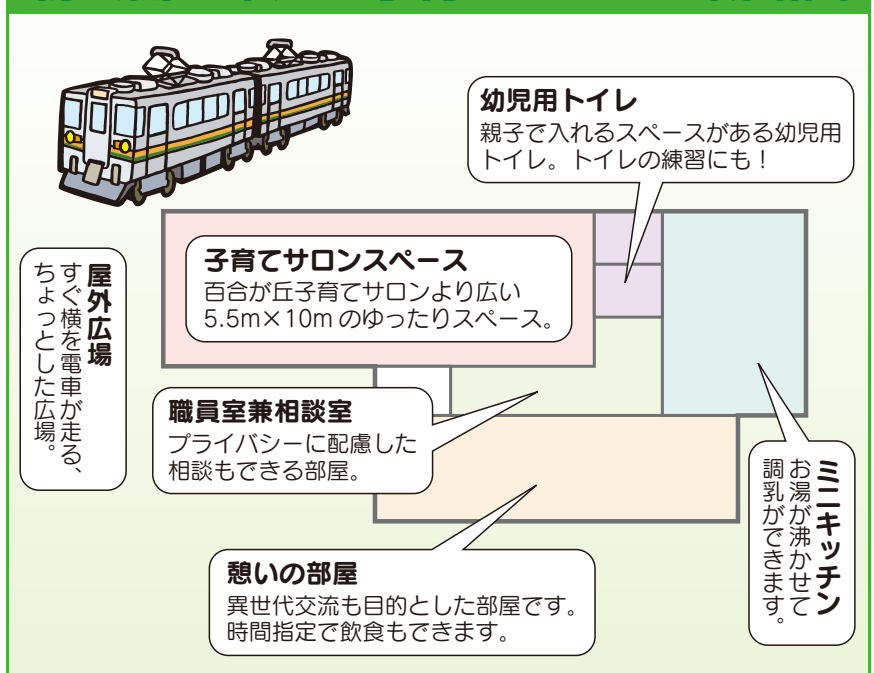 幼児用トイレ
親子で入れるスペースがある幼児用
トイレ。トイレの練習にも！
子育てサロンスペース
百合が丘子育てサロンより広い
5.5m×10mのゆったりスペース。
屋外広場
すぐ横を電車が走る、
ちょっとした広場。
職員室兼相談室
プライバシーに配慮した
相談もできる部屋。
ミニキッチン
お湯が沸かせて
調乳ができます。
憩いの部屋
異世代交流も目的とした部屋です。
時間指定で飲食もできます。